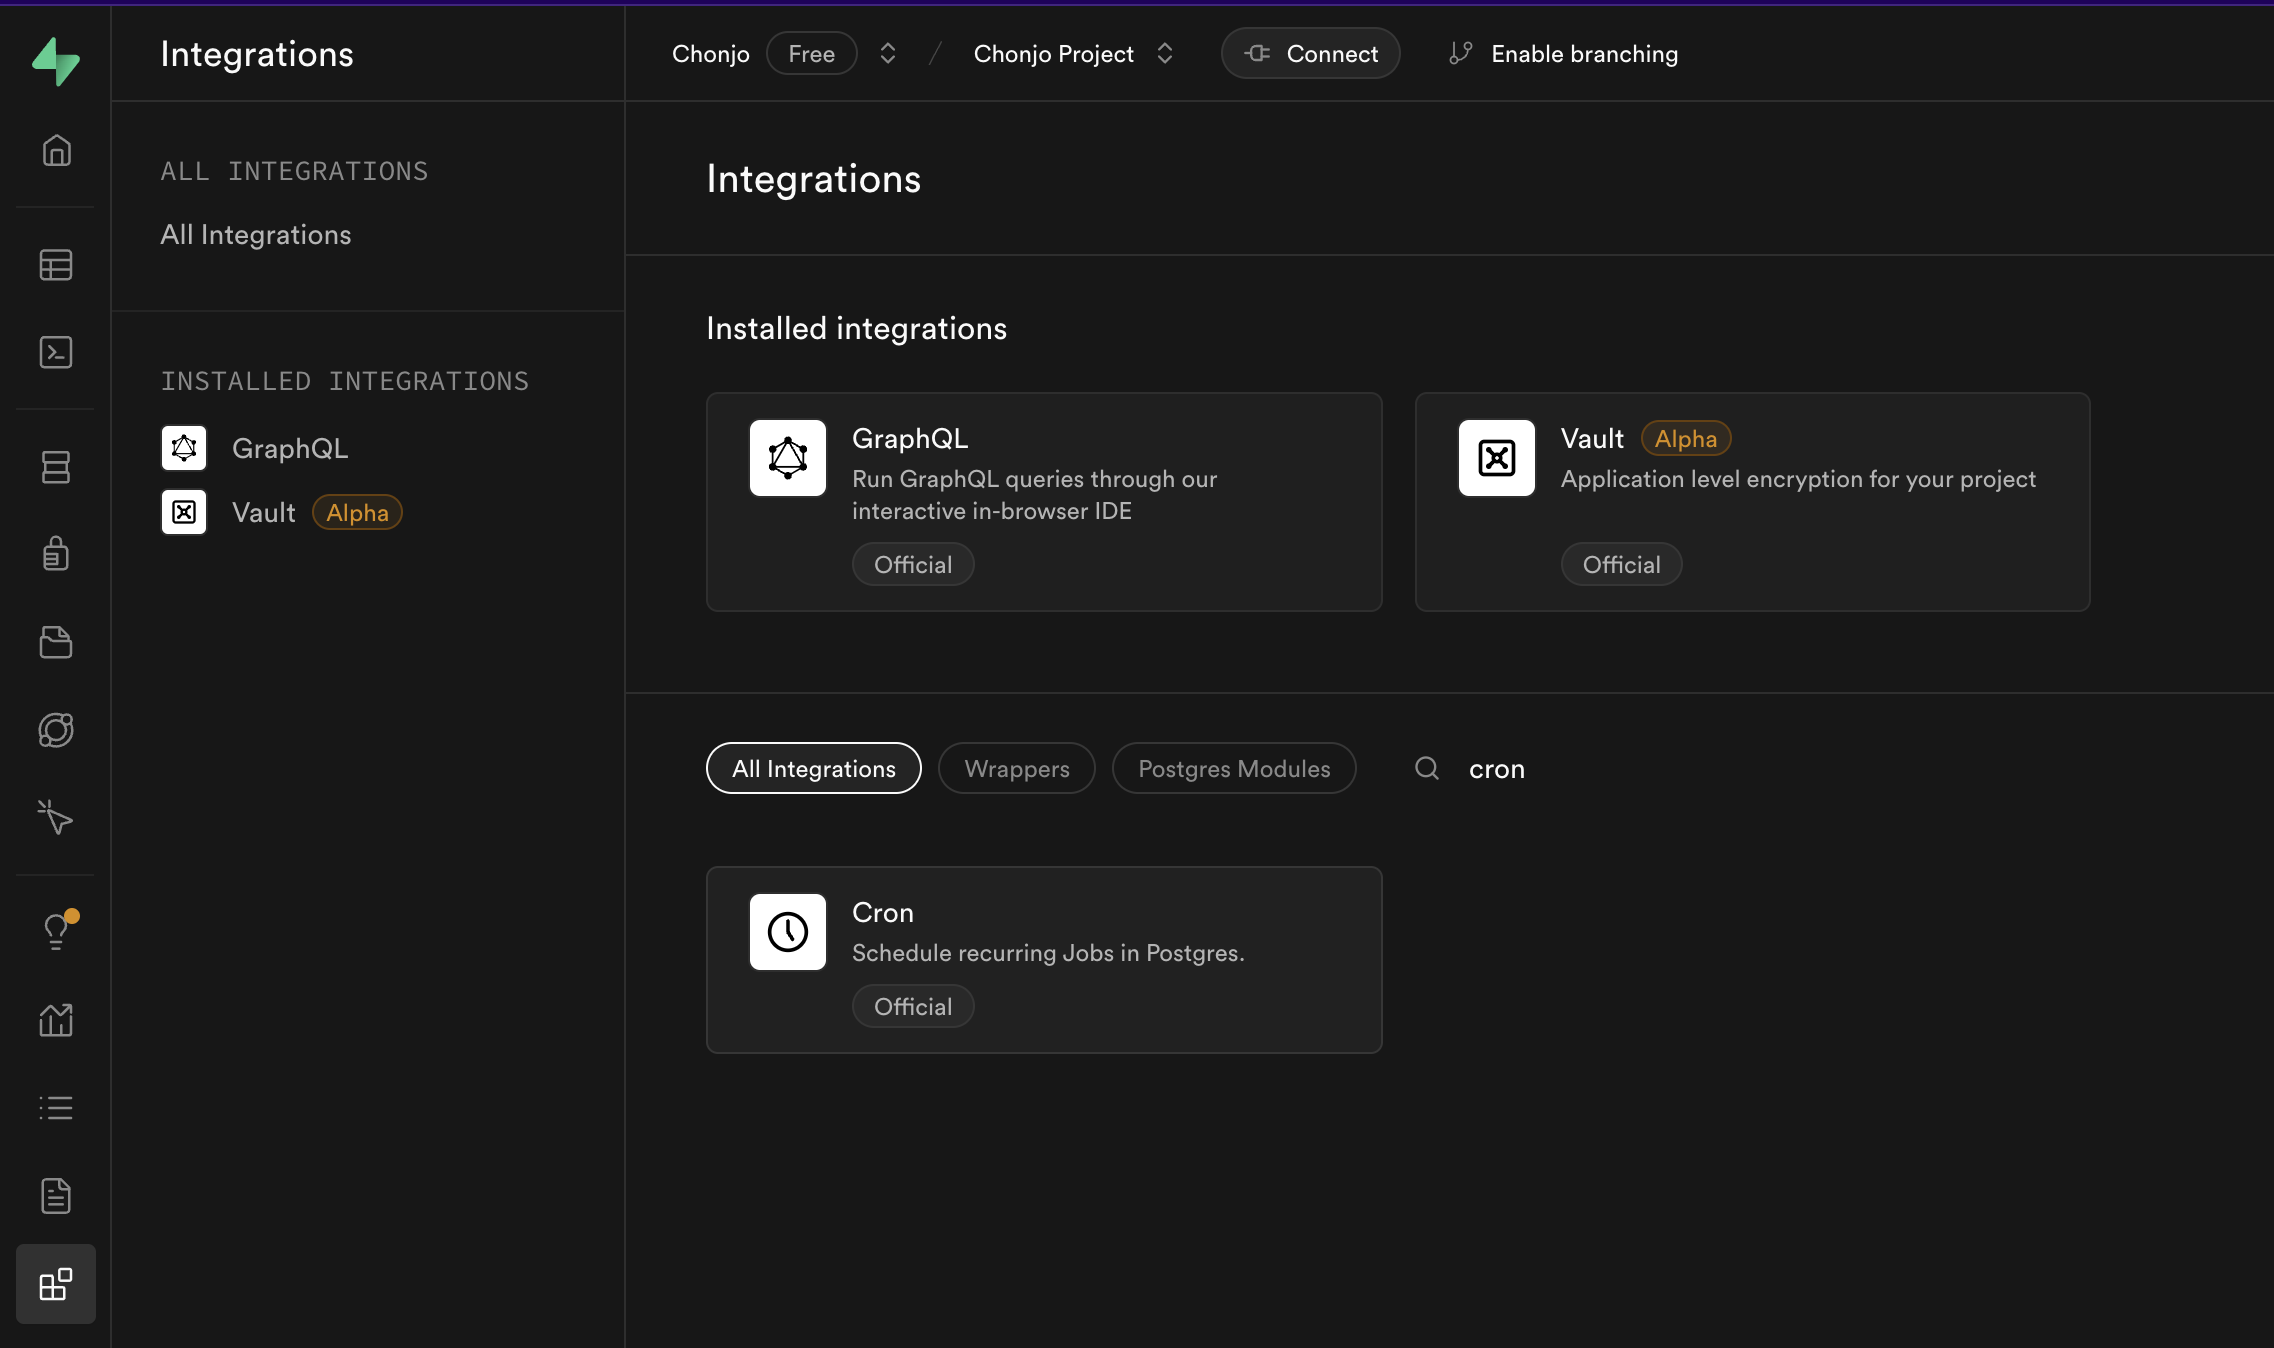 Integrations
Chonjo Free / Chonjo Project Connect Enable branching
ALL INTEGRATIONS
All Integrations
INSTALLED INTEGRATIONS
GraphQL
Vault Alpha
Integrations
Installed integrations
GraphQL
Run GraphQL queries through our
interactive in-browser IDE
Official
Vault Alpha
Application level encryption for your project
Official
All Integrations Wrappers Postgres Modules cron
Cron
Schedule recurring Jobs in Postgres.
Official